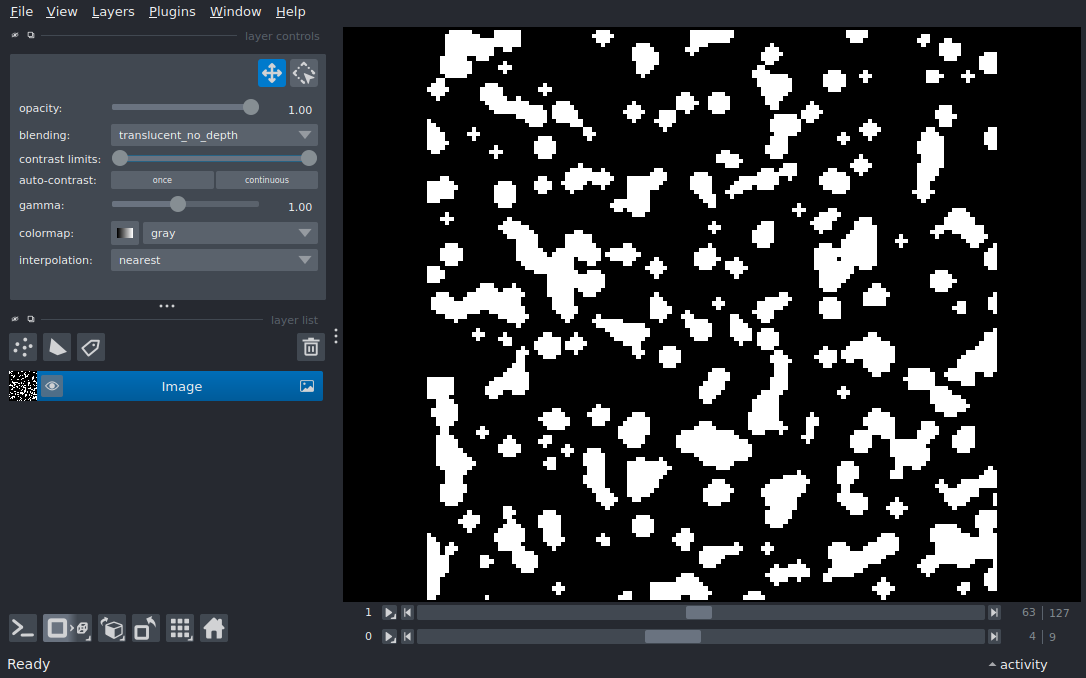 File View Layers Plugins Window Help
layer controls
opacity: 1.00
blending: translucent_no_depth
contrast limits:
auto-contrast: once continuous
gamma: 1.00
colormap: gray
interpolation: nearest
layer list
Image
1 63 127
0 4 9
Ready activity